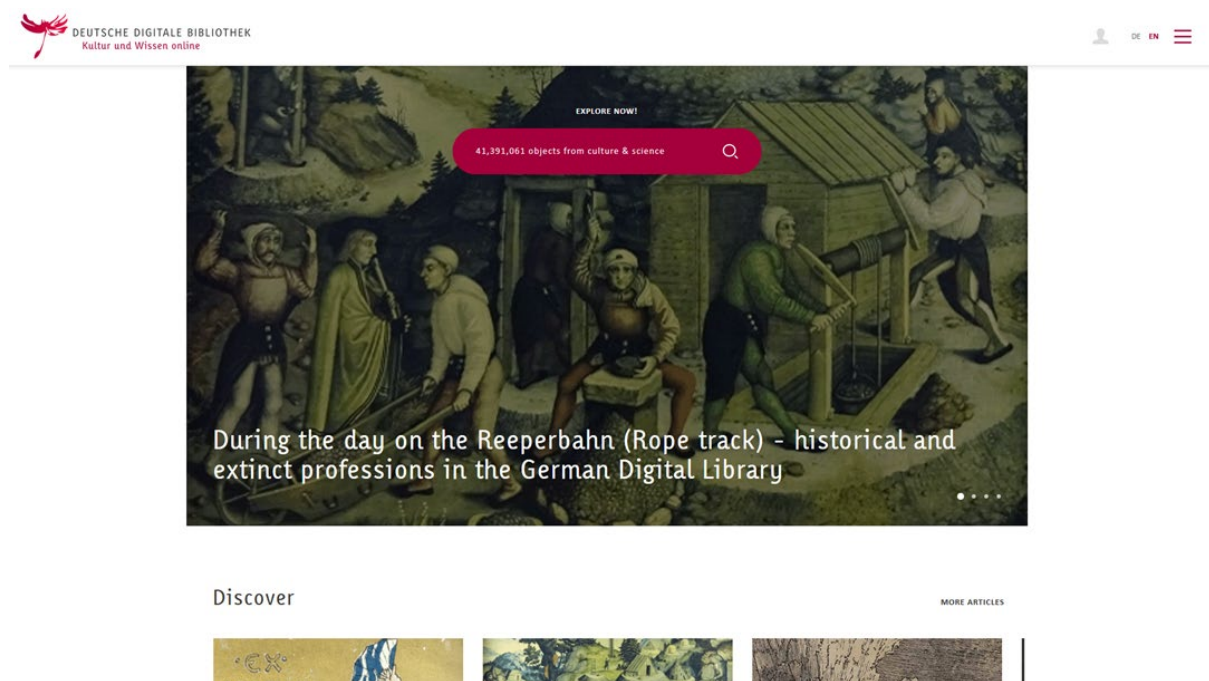 DEUTSCHE DIGITALE BIBLIOTHEK
Kultur und Wissen online
DE EN
EXPLORE NOW!
41,391,061 objects from culture & science
During the day on the Reeperbahn (Rope track) - historical and
extinct professions in the German Digital Library
Discover
MORE ARTICLES